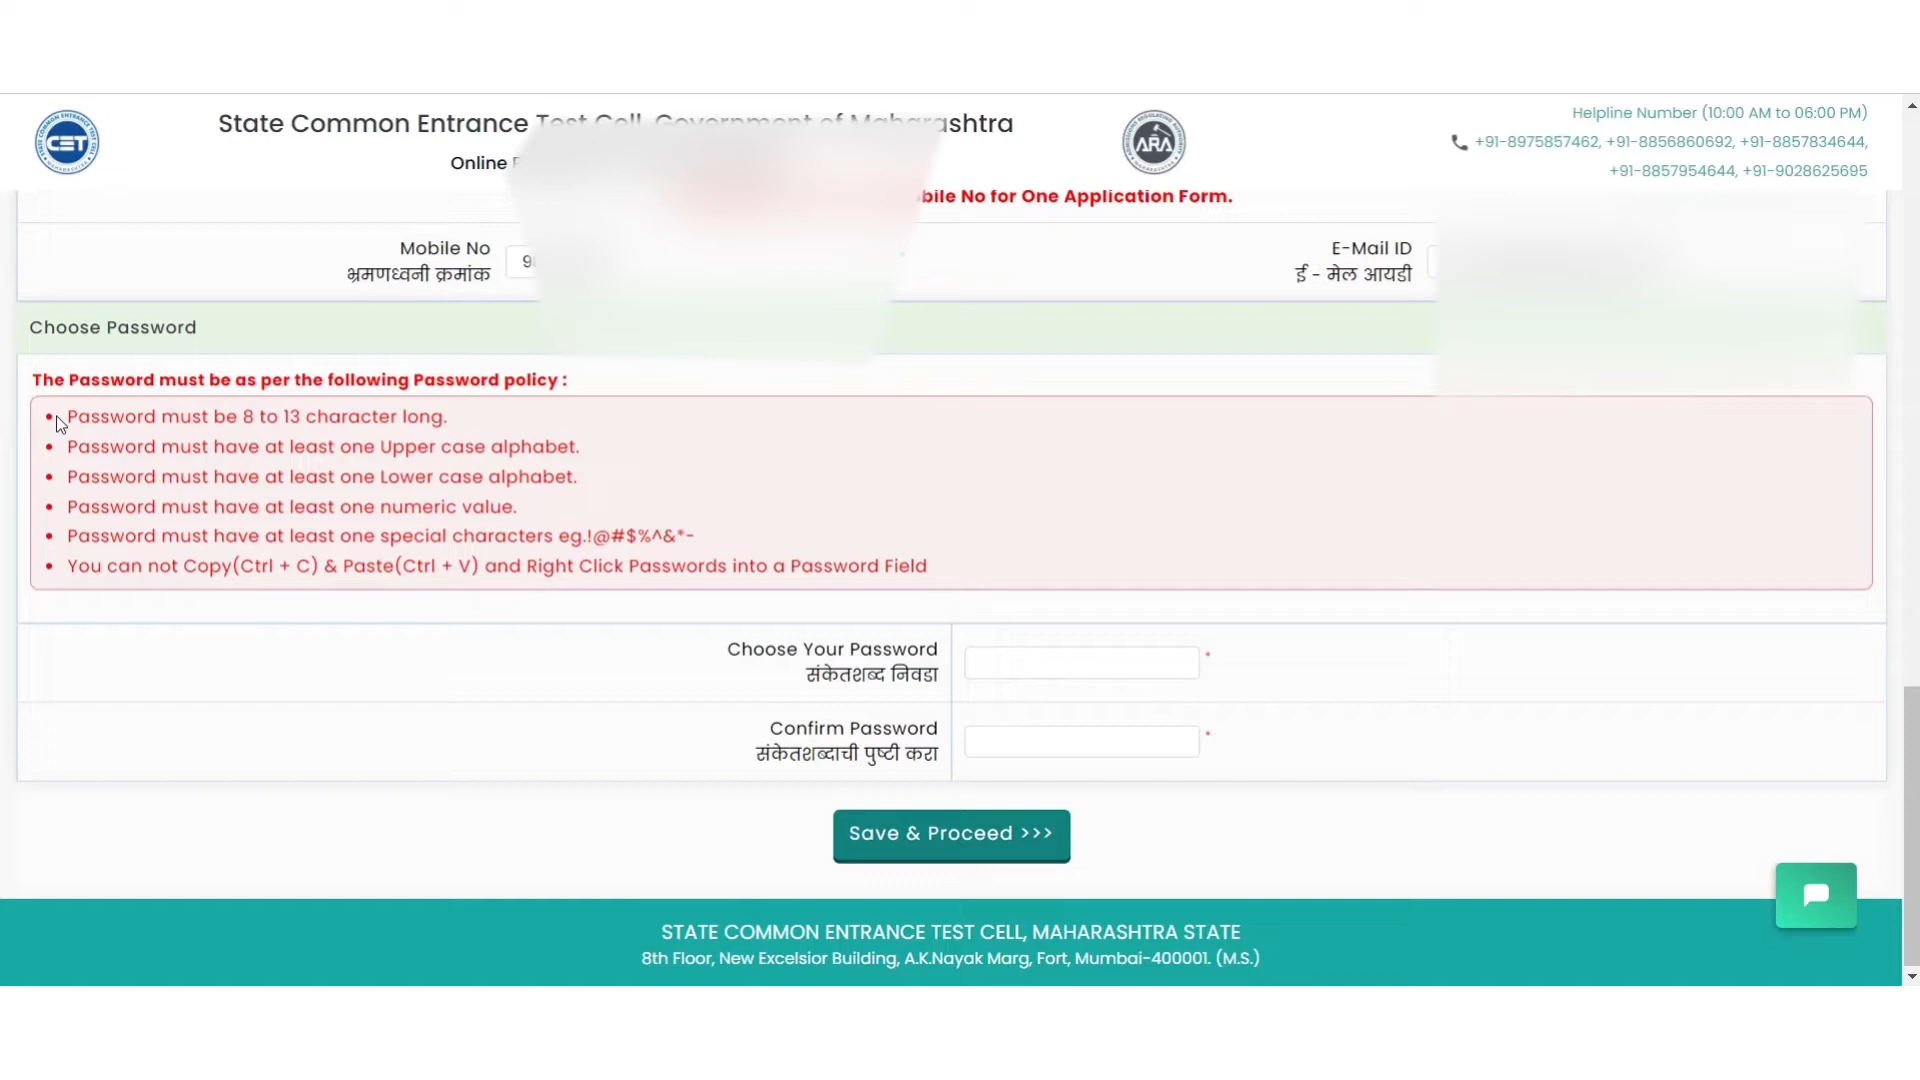 State Common Entrance Test Cell, Government of Maharashtra
Online
Helpline Number (10:00 AM to 06:00 PM)
+91-8975857462, +91-8856860692, +91-8857834644,
+91-8857954644, +91-9028625695
CET
ARA
bile No for One Application Form.
Mobile No
भ्रमणध्वनी क्रमांक
E-Mail ID
ई - मेल आयडी
Choose Password
The Password must be as per the following Password policy :
• Password must be 8 to 13 character long.
• Password must have at least one Upper case alphabet.
• Password must have at least one Lower case alphabet.
• Password must have at least one numeric value.
• Password must have at least one special characters eg.!@#$%^&*-
• You can not Copy(Ctrl + C) & Paste(Ctrl + V) and Right Click Passwords into a Password Field
Choose Your Password
संकेतशब्द निवडा
*
Confirm Password
संकेतशब्दाची पुष्टी करा
*
Save & Proceed >>>
STATE COMMON ENTRANCE TEST CELL, MAHARASHTRA STATE
8th Floor, New Excelsior Building, A.K.Nayak Marg, Fort, Mumbai-400001. (M.S.)